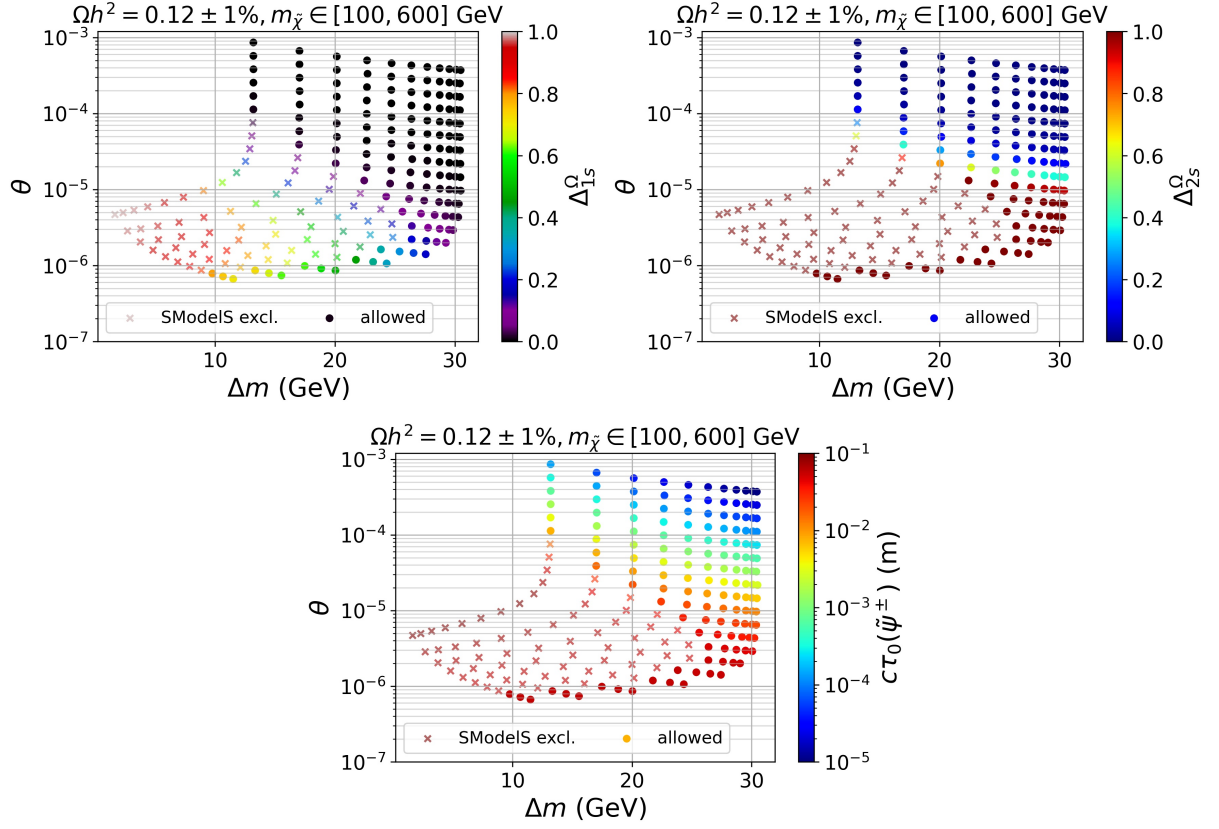 Ωh² = 0.12 ± 1%, m_χ̃ ∈ [100, 600] GeV
10⁻³
10⁻⁴
10⁻⁵
10⁻⁶
10⁻⁷
θ
SModelS excl.
allowed
10
20
30
Δm (GeV)
1.0
0.8
0.6
0.4
0.2
0.0
Δ^Ω_1s
Ωh² = 0.12 ± 1%, m_χ̃ ∈ [100, 600] GeV
10⁻³
10⁻⁴
10⁻⁵
10⁻⁶
10⁻⁷
θ
SModelS excl.
allowed
10
20
30
Δm (GeV)
1.0
0.8
0.6
0.4
0.2
0.0
Δ^Ω_2s
Ωh² = 0.12 ± 1%, m_χ̃ ∈ [100, 600] GeV
10⁻³
10⁻⁴
10⁻⁵
10⁻⁶
10⁻⁷
θ
SModelS excl.
allowed
10
20
30
Δm (GeV)
10⁻¹
10⁻²
10⁻³
10⁻⁴
10⁻⁵
cτ₀(ψ̃^±) (m)